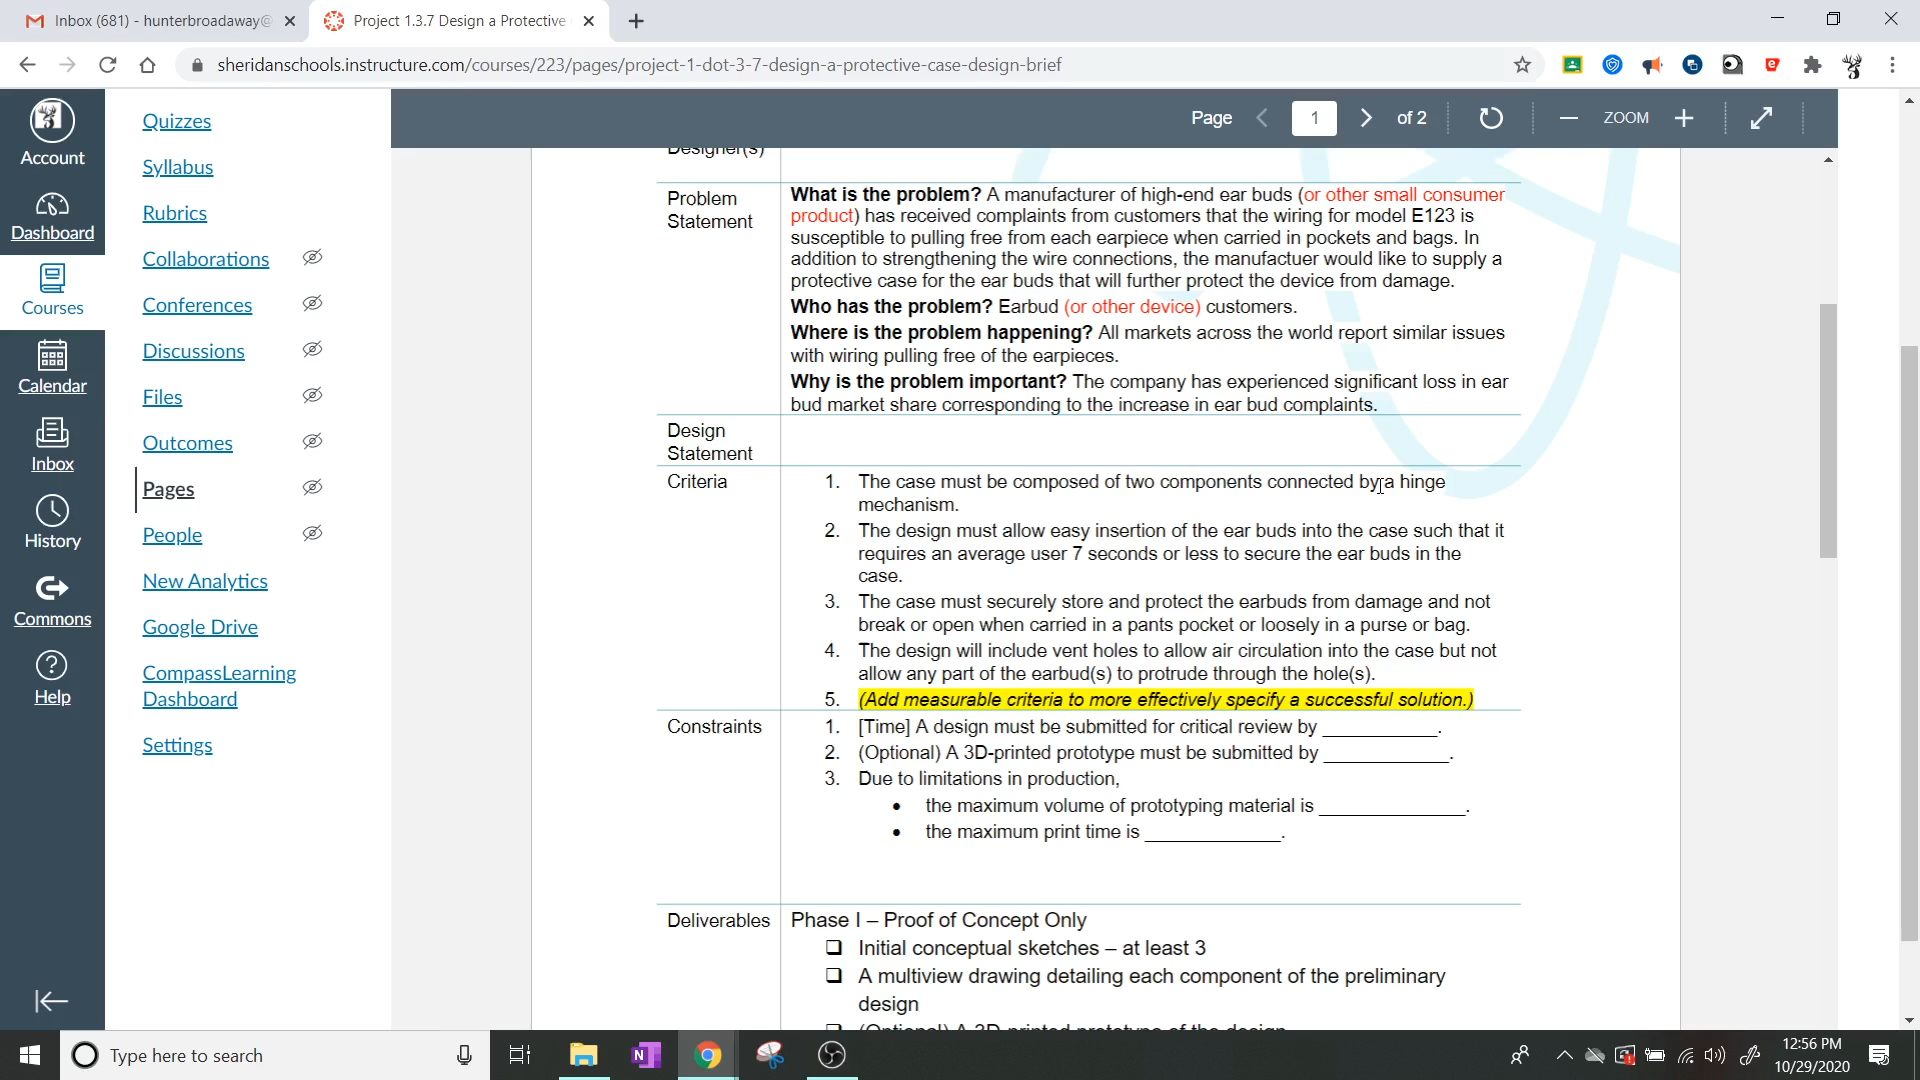 Inbox (681) - hunterbroadaway@
Project 1.3.7 Design a Protective
sheridanschools.instructure.com/courses/223/pages/project-1-dot-3-7-design-a-protective-case-design-brief
Account
Dashboard
Courses
Calendar
Inbox
History
Commons
Help
Quizzes
Syllabus
Rubrics
Collaborations
Conferences
Discussions
Files
Outcomes
Pages
People
New Analytics
Google Drive
CompassLearning
Dashboard
Settings
Page
1
of 2
ZOOM
Designer(s)
Problem
Statement
What is the problem? A manufacturer of high-end ear buds (or other small consumer
product) has received complaints from customers that the wiring for model E123 is
susceptible to pulling free from each earpiece when carried in pockets and bags. In
addition to strengthening the wire connections, the manufactuer would like to supply a
protective case for the ear buds that will further protect the device from damage.
Who has the problem? Earbud (or other device) customers.
Where is the problem happening? All markets across the world report similar issues
with wiring pulling free of the earpieces.
Why is the problem important? The company has experienced significant loss in ear
bud market share corresponding to the increase in ear bud complaints.
Design
Statement
Criteria
1. The case must be composed of two components connected by a hinge
mechanism.
2. The design must allow easy insertion of the ear buds into the case such that it
requires an average user 7 seconds or less to secure the ear buds in the
case.
3. The case must securely store and protect the earbuds from damage and not
break or open when carried in a pants pocket or loosely in a purse or bag.
4. The design will include vent holes to allow air circulation into the case but not
allow any part of the earbud(s) to protrude through the hole(s).
5. (Add measurable criteria to more effectively specify a successful solution.)
Constraints
1. [Time] A design must be submitted for critical review by ___________.
2. (Optional) A 3D-printed prototype must be submitted by ____________.
3. Due to limitations in production,
• the maximum volume of prototyping material is ______________.
• the maximum print time is _____________.
Deliverables
Phase I – Proof of Concept Only
❑ Initial conceptual sketches – at least 3
❑ A multiview drawing detailing each component of the preliminary
design
❑ (Optional) A 3D-printed prototype of the design
Type here to search
12:56 PM
10/29/2020